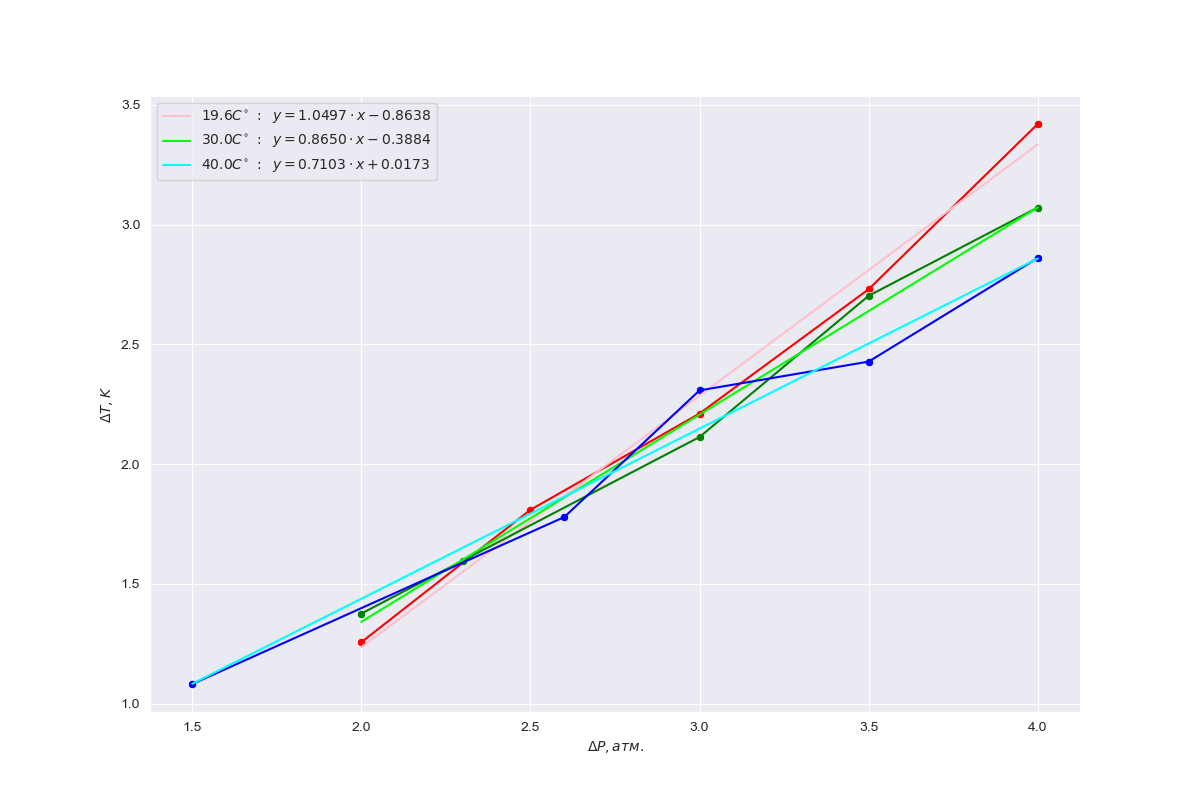 3.5
19.6C° : y = 1.0497 · x − 0.8638
30.0C° : y = 0.8650 · x − 0.3884
40.0C° : y = 0.7103 · x + 0.0173
3.0
2.5
ΔT, K
2.0
1.5
1.0
1.5 2.0 2.5 3.0 3.5 4.0
ΔP, атм.